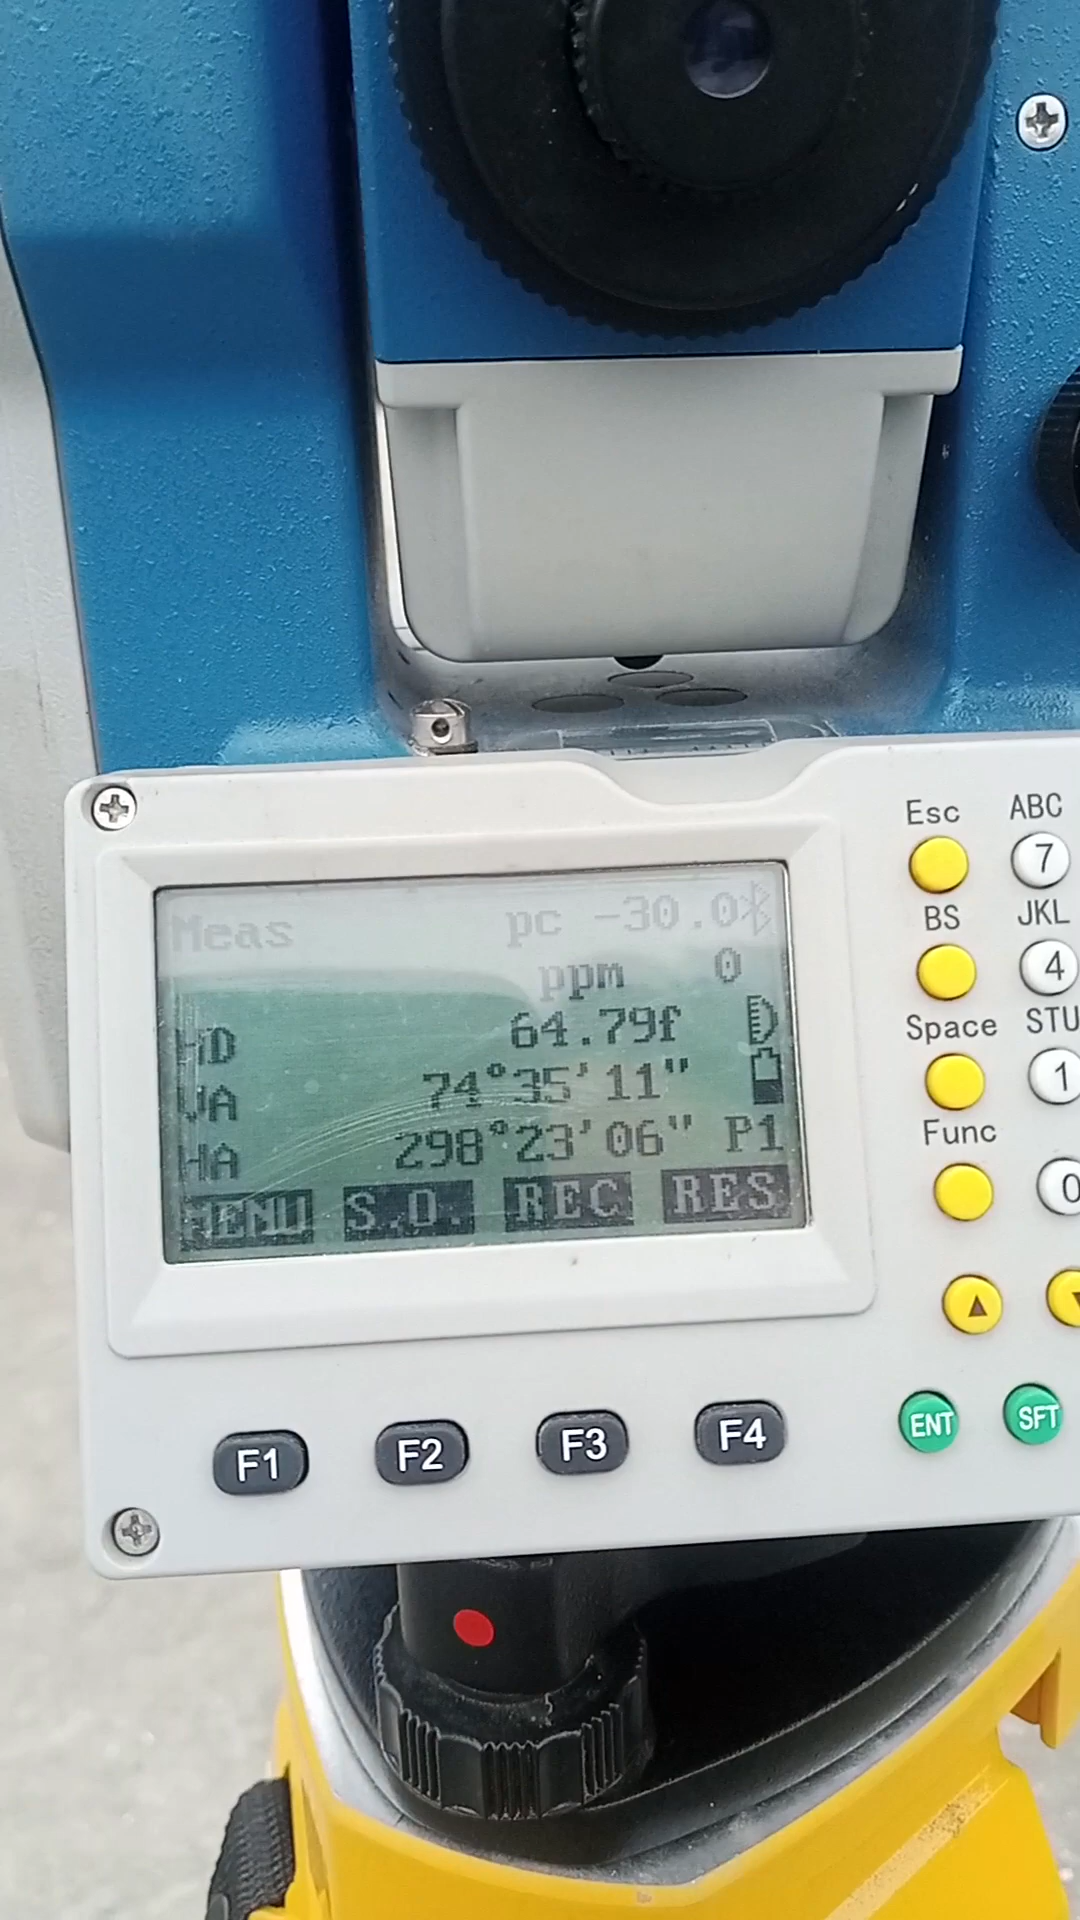 Meas pc -30.0
ppm 0
HD 64.79f
VA 74°35'11"
HA 298°23'06" P1
MENU S.O. REC RES
F1 F2 F3 F4
Esc ABC
7
BS JKL
4
Space STU
1
Func
0
▲ ▼
ENT SFT